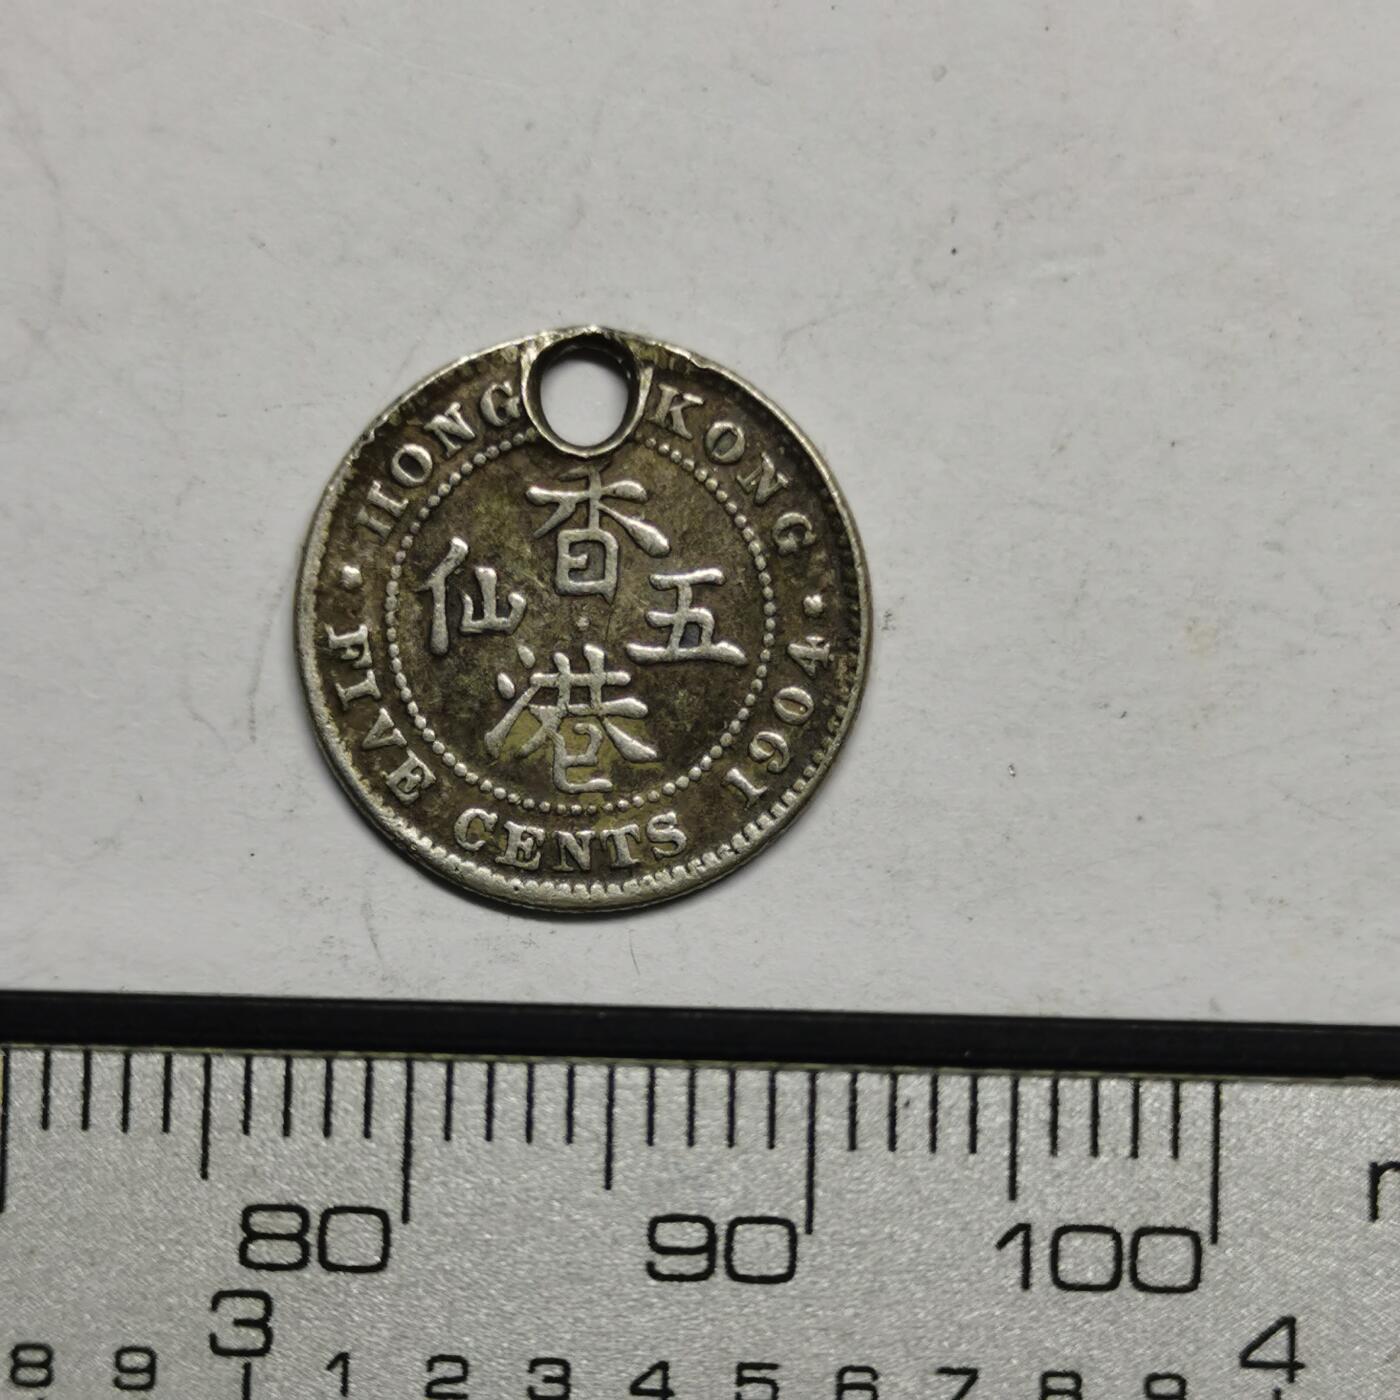 HONG KONG
香
仙 五
港
FIVE CENTS 1904
80 90 100
3 4
8 9 1 2 3 4 5 6 7 8 9